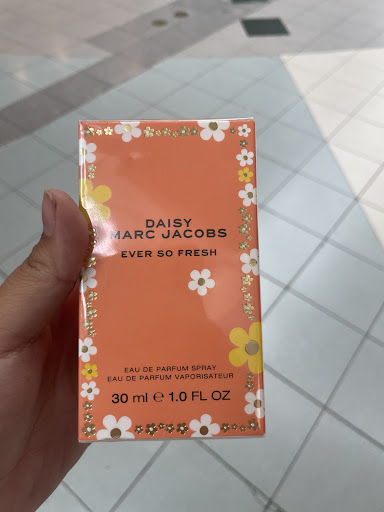 DAISY
MARC JACOBS
EVER SO FRESH
EAU DE PARFUM SPRAY
EAU DE PARFUM VAPORISATEUR
30 ml ℮ 1.0 FL OZ